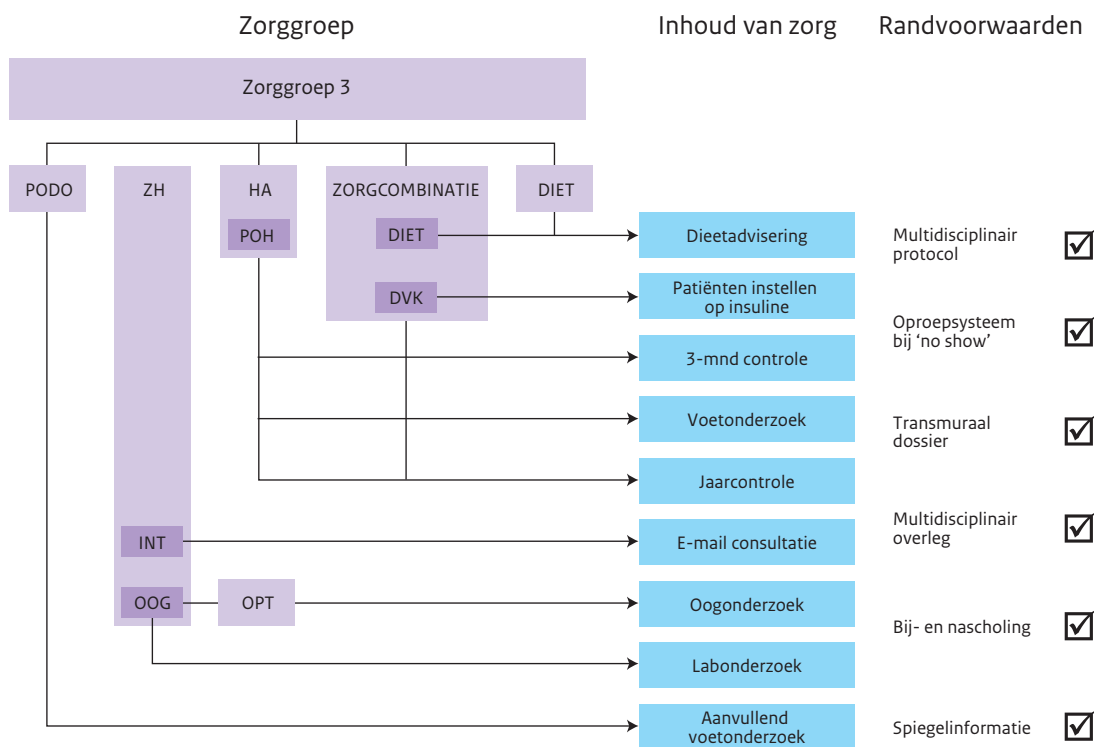 Zorggroep
Inhoud van zorg
Randvoorwaarden
Zorggroep 3
PODO
ZH
HA
ZORGCOMBINATIE
DIET
POH
DIET
DVK
INT
OOG
OPT
Dieetadvisering
Patiënten instellen
op insuline
3-mnd controle
Voetonderzoek
Jaarcontrole
E-mail consultatie
Oogonderzoek
Labonderzoek
Aanvullend
voetonderzoek
Multidisciplinair
protocol
Oproepsysteem
bij ‘no show’
Transmuraal
dossier
Multidisciplinair
overleg
Bij- en nascholing
Spiegelinformatie